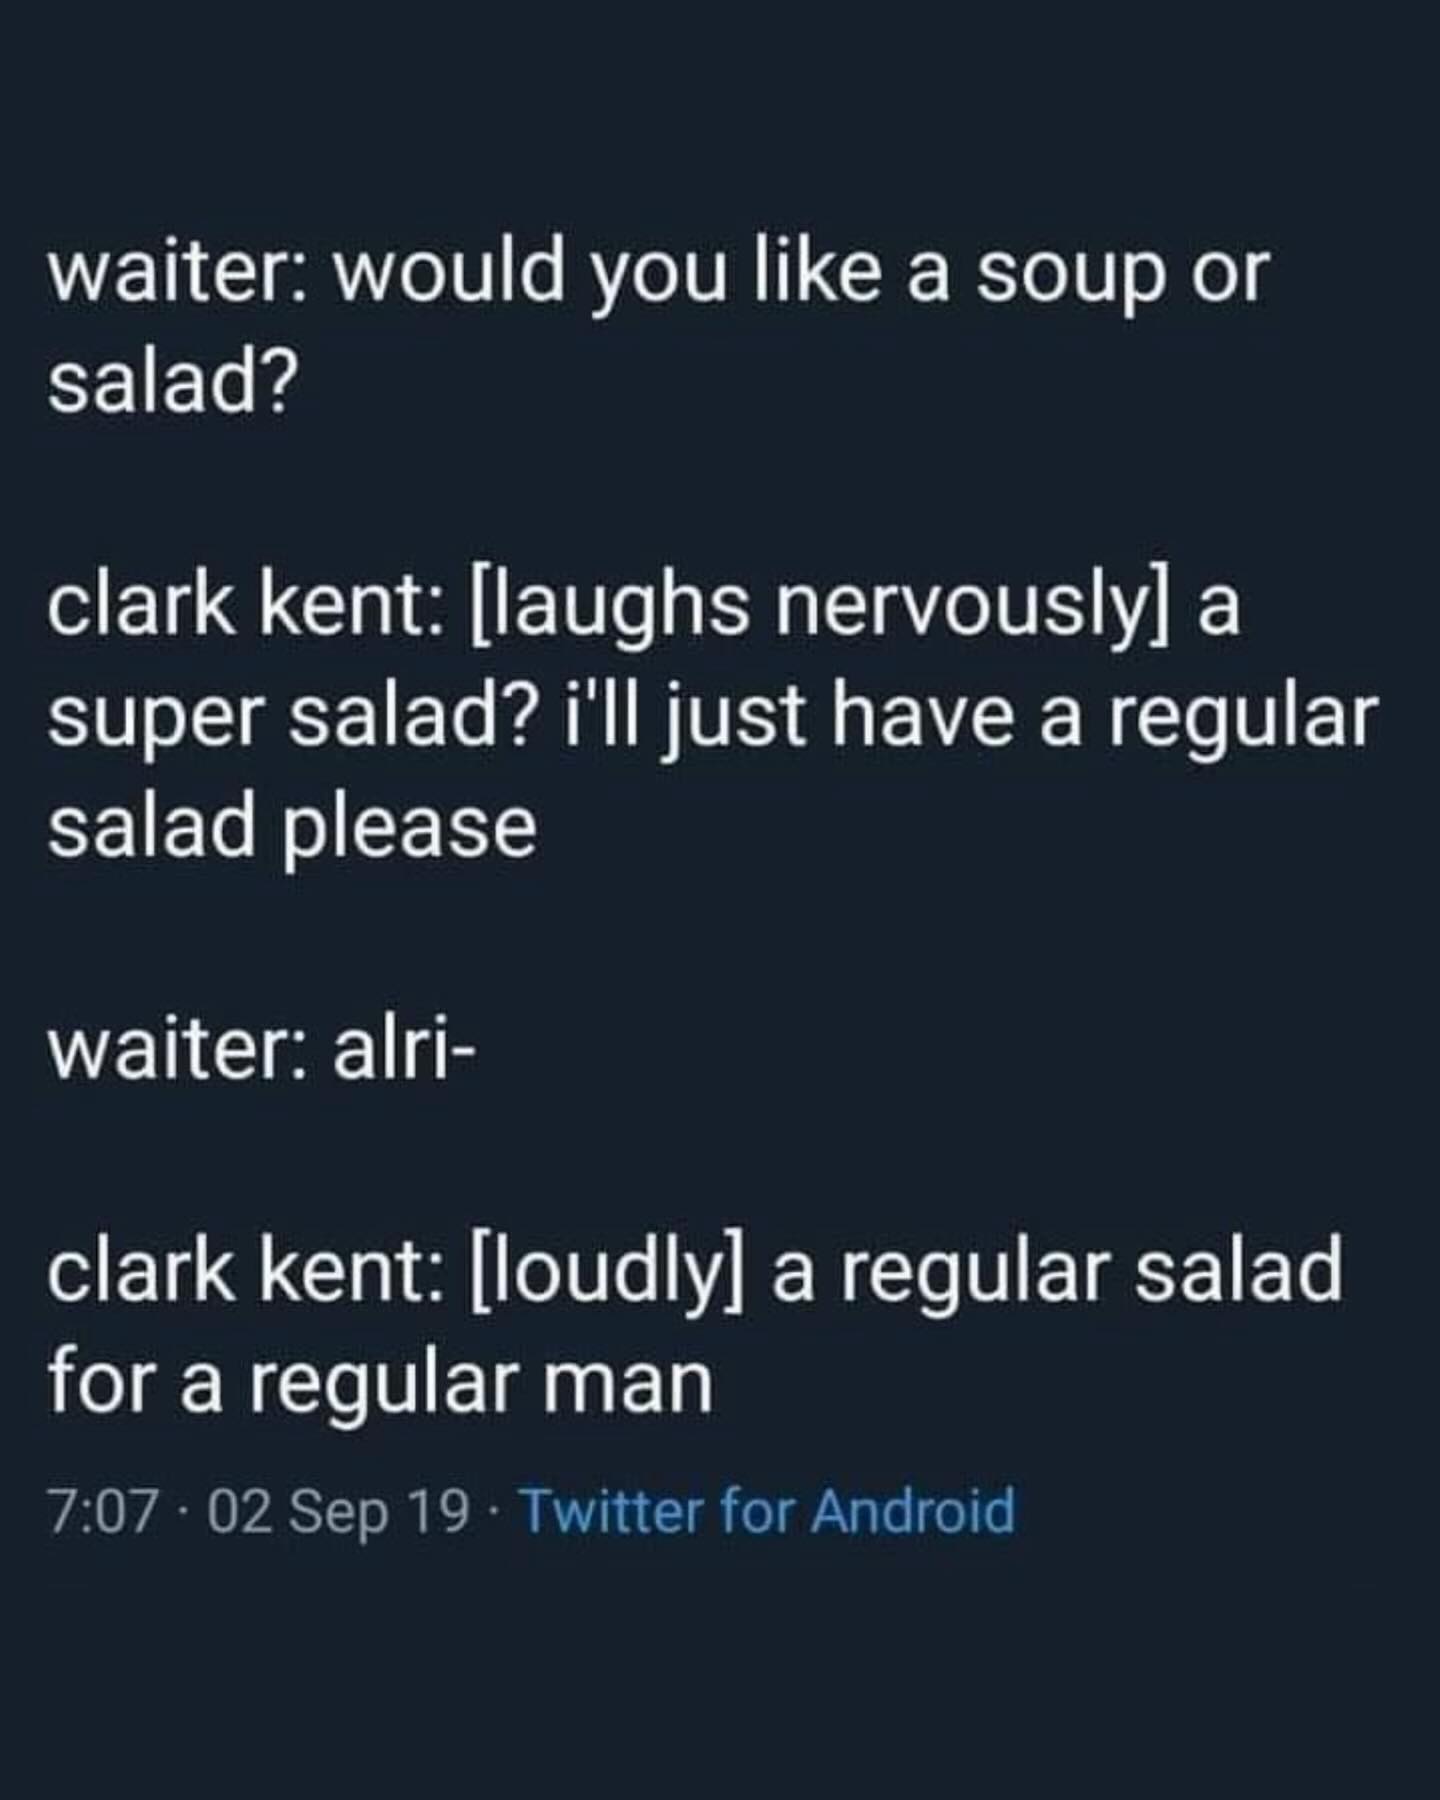 waiter: would you like a soup or
salad?
clark kent: [laughs nervously] a
super salad? i'll just have a regular
salad please
waiter: alri-
clark kent: [loudly] a regular salad
for a regular man
7:07 · 02 Sep 19 · Twitter for Android